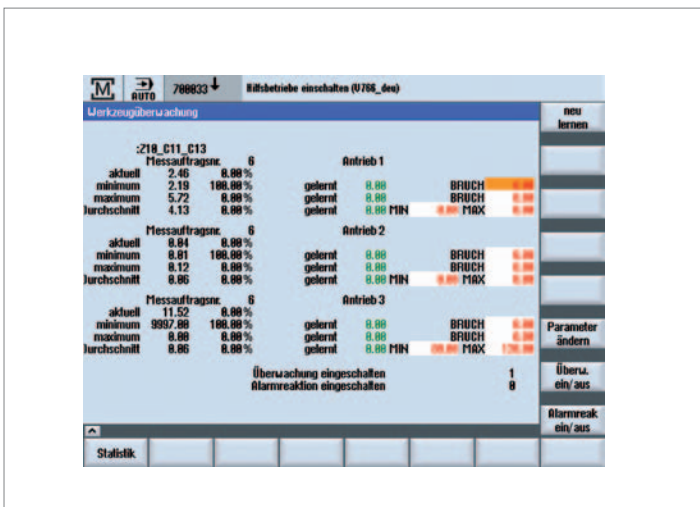 M AUTO 788833 Hilfsbetriebe einschalten (U766_deu)
Werkzeugüberwachung
neu lernen
:Z18_C11_C13
Messauftragsnr. 6 Antrieb 1
aktuell 2.46 0.00%
minimum 2.19 100.00% gelernt 0.00 BRUCH
maximum 5.72 0.00% gelernt 0.00 BRUCH
Durchschnitt 4.13 0.00% gelernt 0.00 MIN MAX
Messauftragsnr. 6 Antrieb 2
aktuell 0.04 0.00%
minimum 0.01 100.00% gelernt 0.00 BRUCH
maximum 0.12 0.00% gelernt 0.00 BRUCH
Durchschnitt 0.06 0.00% gelernt 0.00 MIN MAX
Messauftragsnr. 6 Antrieb 3
aktuell 11.52 0.00%
minimum 9997.00 100.00% gelernt 0.00 BRUCH
maximum 0.00 0.00% gelernt 0.00 BRUCH
Durchschnitt 0.06 0.00% gelernt 0.00 MIN MAX
Parameter ändern
Überwachung eingeschalten 1
Alarmreaktion eingeschalten 0
Überw. ein/aus
Alarmreak ein/aus
Statistik